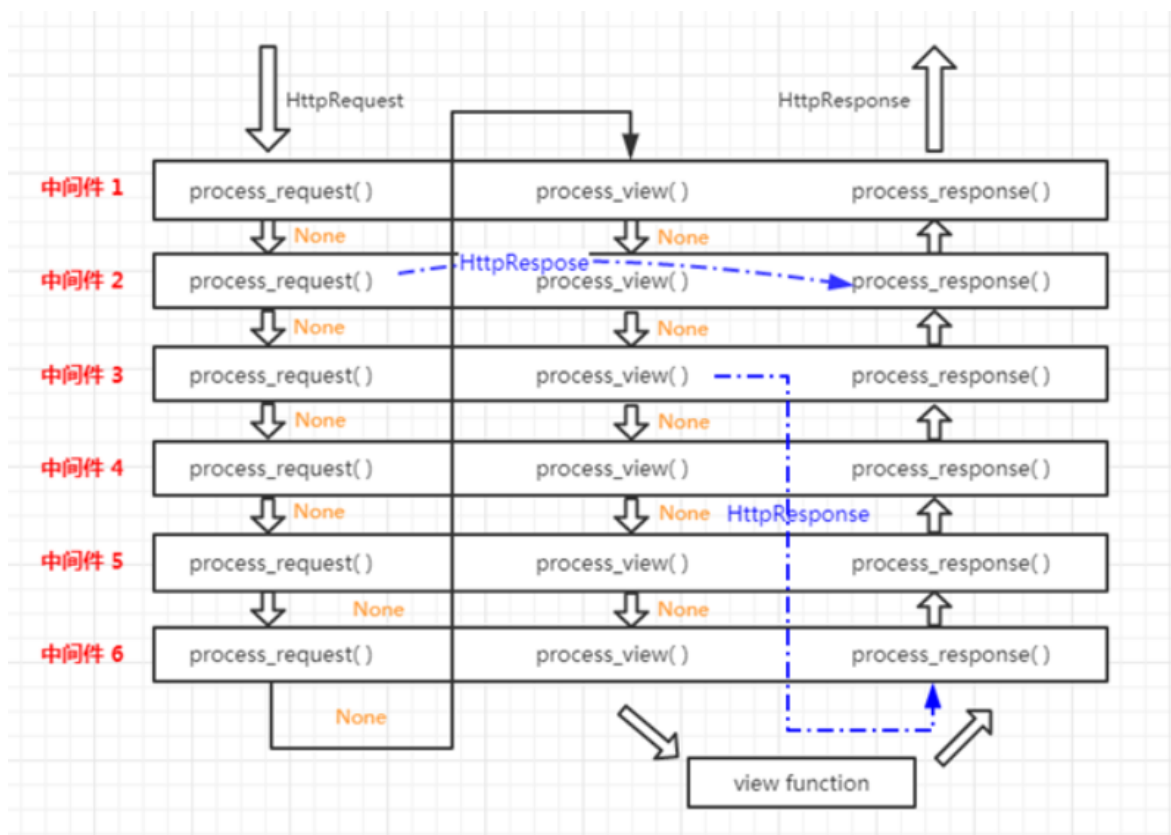 HttpRequest
HttpResponse
中间件 1
process_request( )
process_view( )
process_response( )
None
None
中间件 2
process_request( )
HttpRespose
process_view( )
process_response( )
None
None
中间件 3
process_request( )
process_view( )
process_response( )
None
None
中间件 4
process_request( )
process_view( )
process_response( )
None
None
HttpResponse
中间件 5
process_request( )
process_view( )
process_response( )
None
None
中间件 6
process_request( )
process_view( )
process_response( )
None
view function